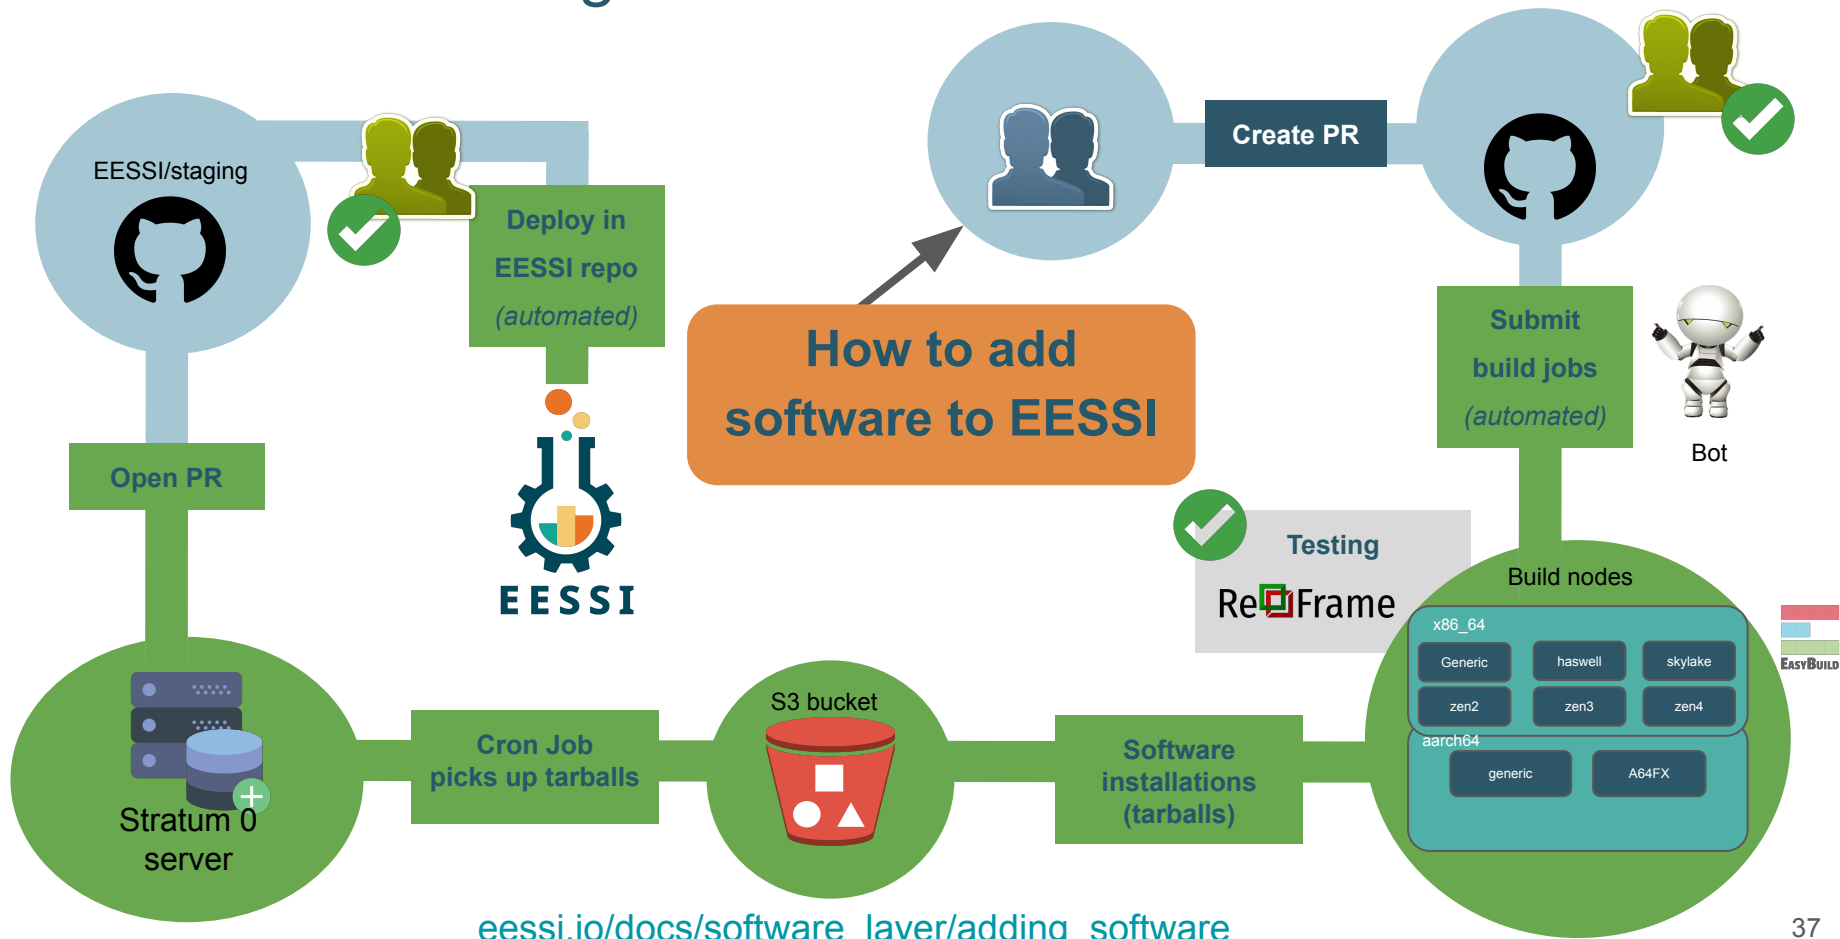 EESSI/staging
Deploy in
EESSI repo
(automated)
Create PR
How to add
software to EESSI
Submit
build jobs
(automated)
Bot
Open PR
EESSI
Testing
ReFrame
Build nodes
x86_64
Generic
haswell
skylake
zen2
zen3
zen4
aarch64
generic
A64FX
EASYBUILD
S3 bucket
Cron Job
picks up tarballs
Software
installations
(tarballs)
Stratum 0
server
eessi.io/docs/software_layer/adding_software
37